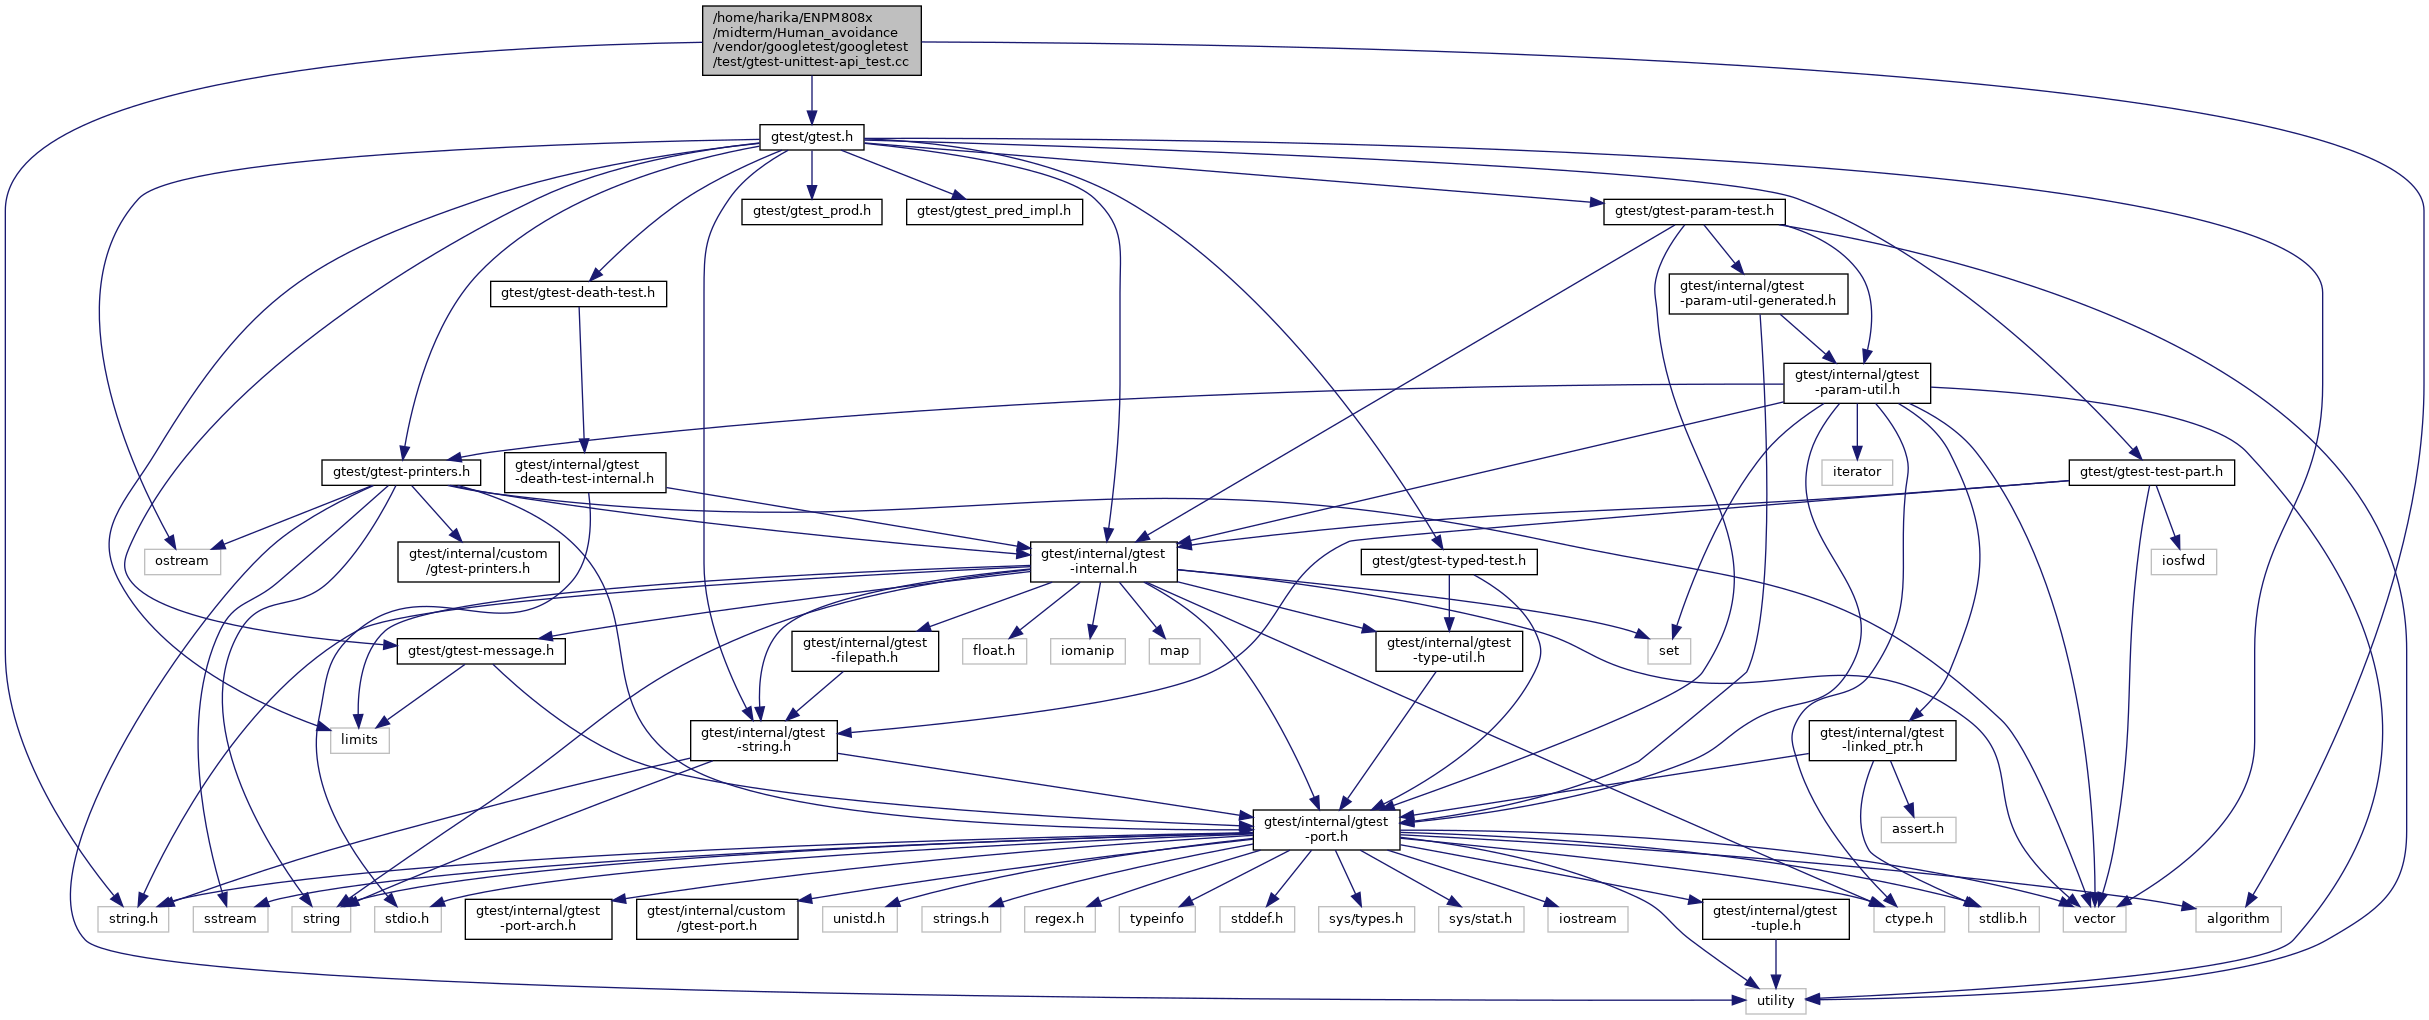 /home/harika/ENPM808x
/midterm/Human_avoidance
/vendor/googletest/googletest
/test/gtest-unittest-api_test.cc
gtest/gtest.h
gtest/gtest_prod.h
gtest/gtest_pred_impl.h
gtest/gtest-param-test.h
gtest/gtest-death-test.h
gtest/internal/gtest
-param-util-generated.h
gtest/internal/gtest
-param-util.h
gtest/gtest-printers.h
gtest/internal/gtest
-death-test-internal.h
iterator
gtest/gtest-test-part.h
ostream
gtest/internal/custom
/gtest-printers.h
gtest/internal/gtest
-internal.h
gtest/gtest-typed-test.h
iosfwd
gtest/gtest-message.h
gtest/internal/gtest
-filepath.h
float.h
iomanip
map
gtest/internal/gtest
-type-util.h
set
limits
gtest/internal/gtest
-string.h
gtest/internal/gtest
-linked_ptr.h
gtest/internal/gtest
-port.h
assert.h
string.h
sstream
string
stdio.h
gtest/internal/gtest
-port-arch.h
gtest/internal/custom
/gtest-port.h
unistd.h
strings.h
regex.h
typeinfo
stddef.h
sys/types.h
sys/stat.h
iostream
gtest/internal/gtest
-tuple.h
ctype.h
stdlib.h
vector
algorithm
utility